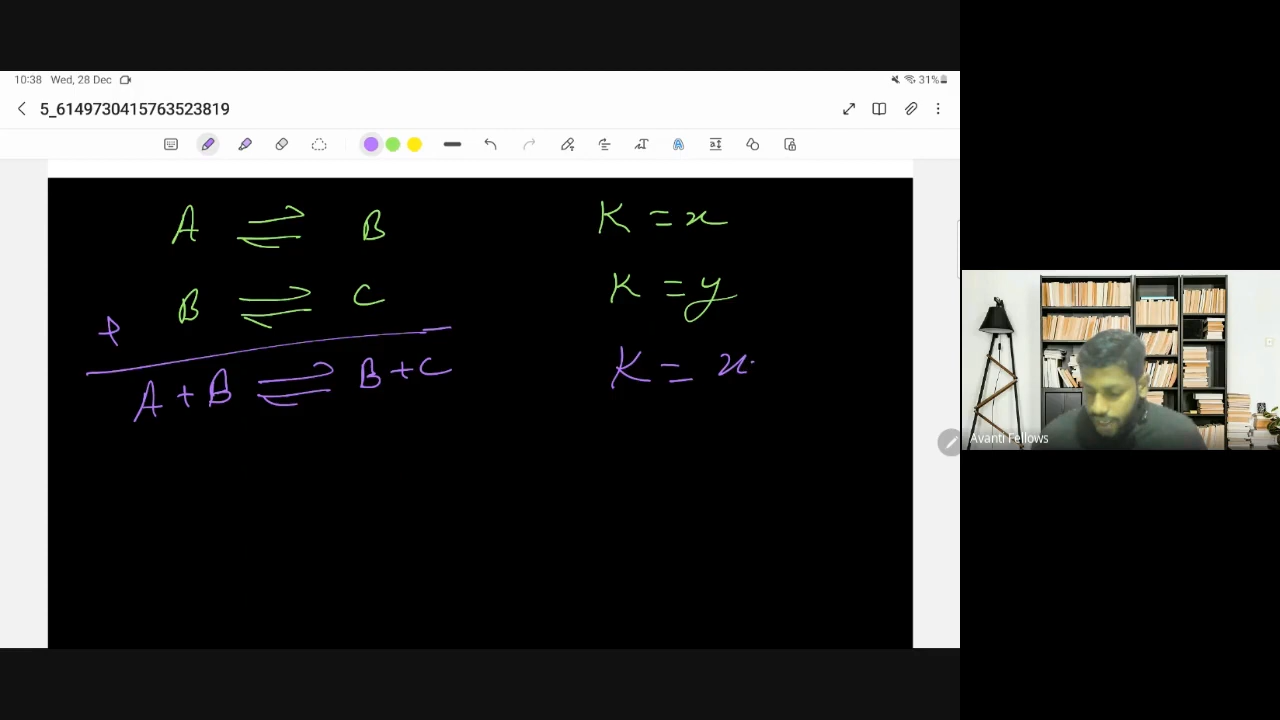 10:38 Wed, 28 Dec 31%
5_6149730415763523819
A ⇌ B K = x
B ⇌ C K = y
+
A + B ⇌ B + C K = x·
Avanti Fellows